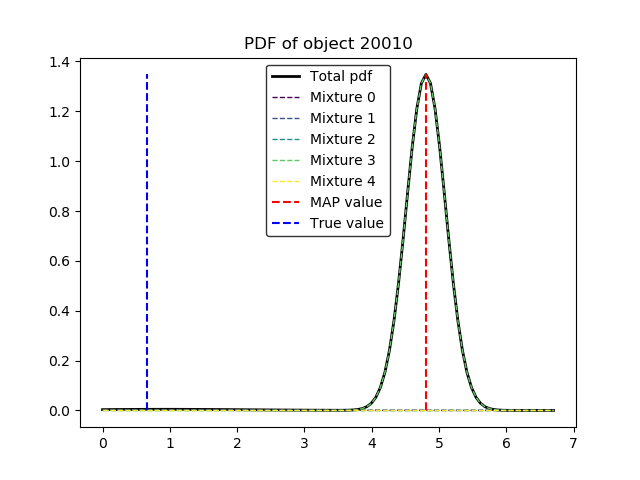 PDF of object 20010
1.4
1.2
1.0
0.8
0.6
0.4
0.2
0.0
Total pdf
Mixture 0
Mixture 1
Mixture 2
Mixture 3
Mixture 4
MAP value
True value
0 1 2 3 4 5 6 7